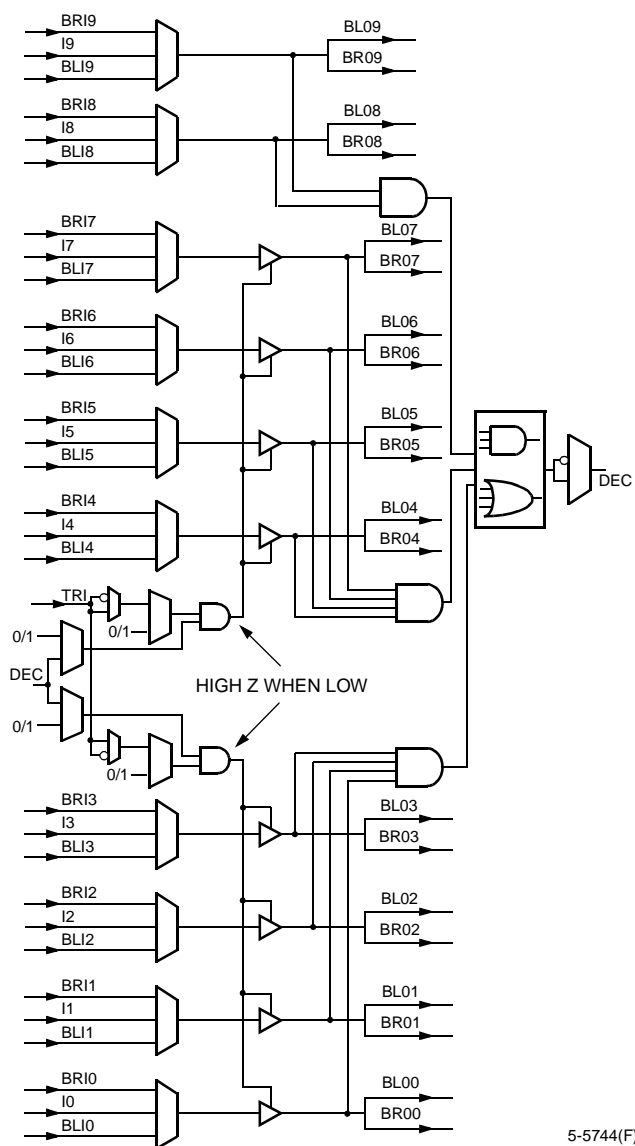 BRI9
I9
BLI9
BL09
BR09
BRI8
I8
BLI8
BL08
BR08
BRI7
I7
BLI7
BL07
BR07
BRI6
I6
BLI6
BL06
BR06
BRI5
I5
BLI5
BL05
BR05
BRI4
I4
BLI4
BL04
BR04
DEC
TRI
0/1
0/1
DEC
HIGH Z WHEN LOW
0/1
0/1
BRI3
I3
BLI3
BL03
BR03
BRI2
I2
BLI2
BL02
BR02
BRI1
I1
BLI1
BL01
BR01
BRI0
I0
BLI0
BL00
BR00
5-5744(F)